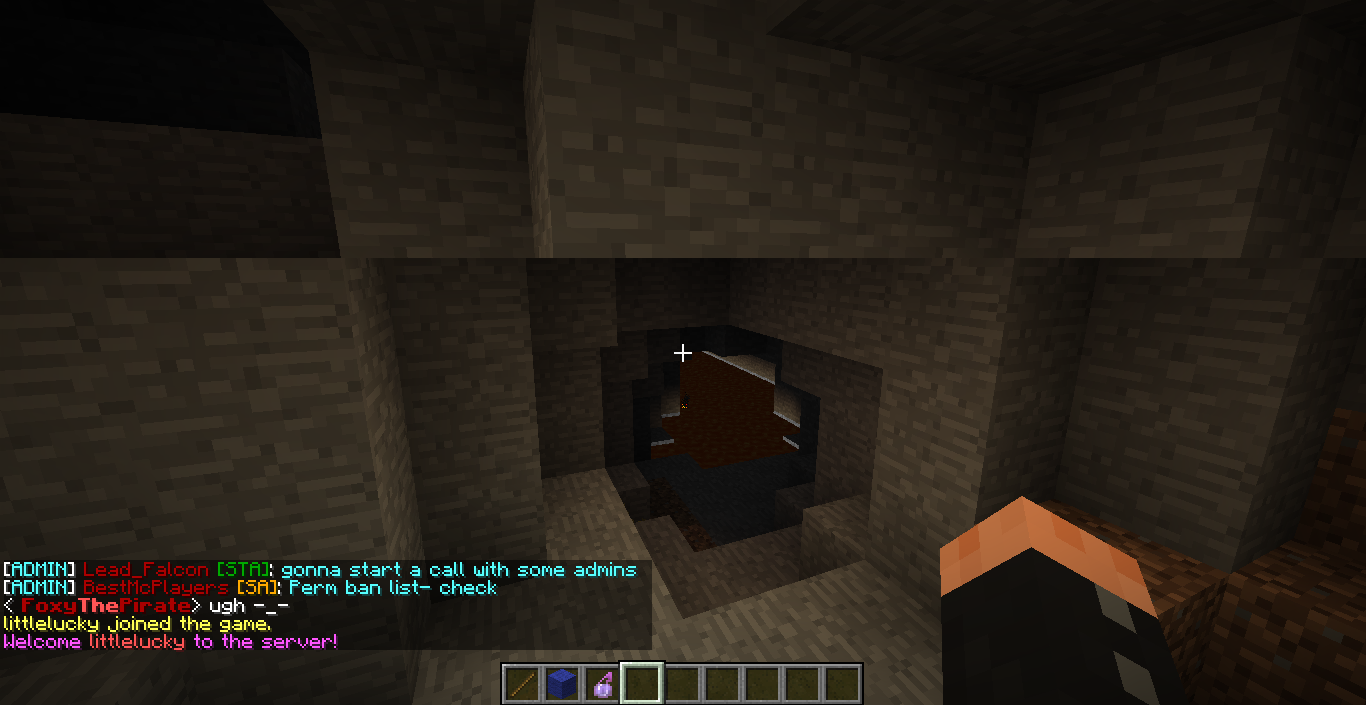 [ADMIN] Lead_Falcon [STA]: gonna start a call with some admins
[ADMIN] BestMcPlayers [SA]: Perm ban list- check
< FoxyThePirate> ugh -_-
littlelucky joined the game.
Welcome littlelucky to the server!